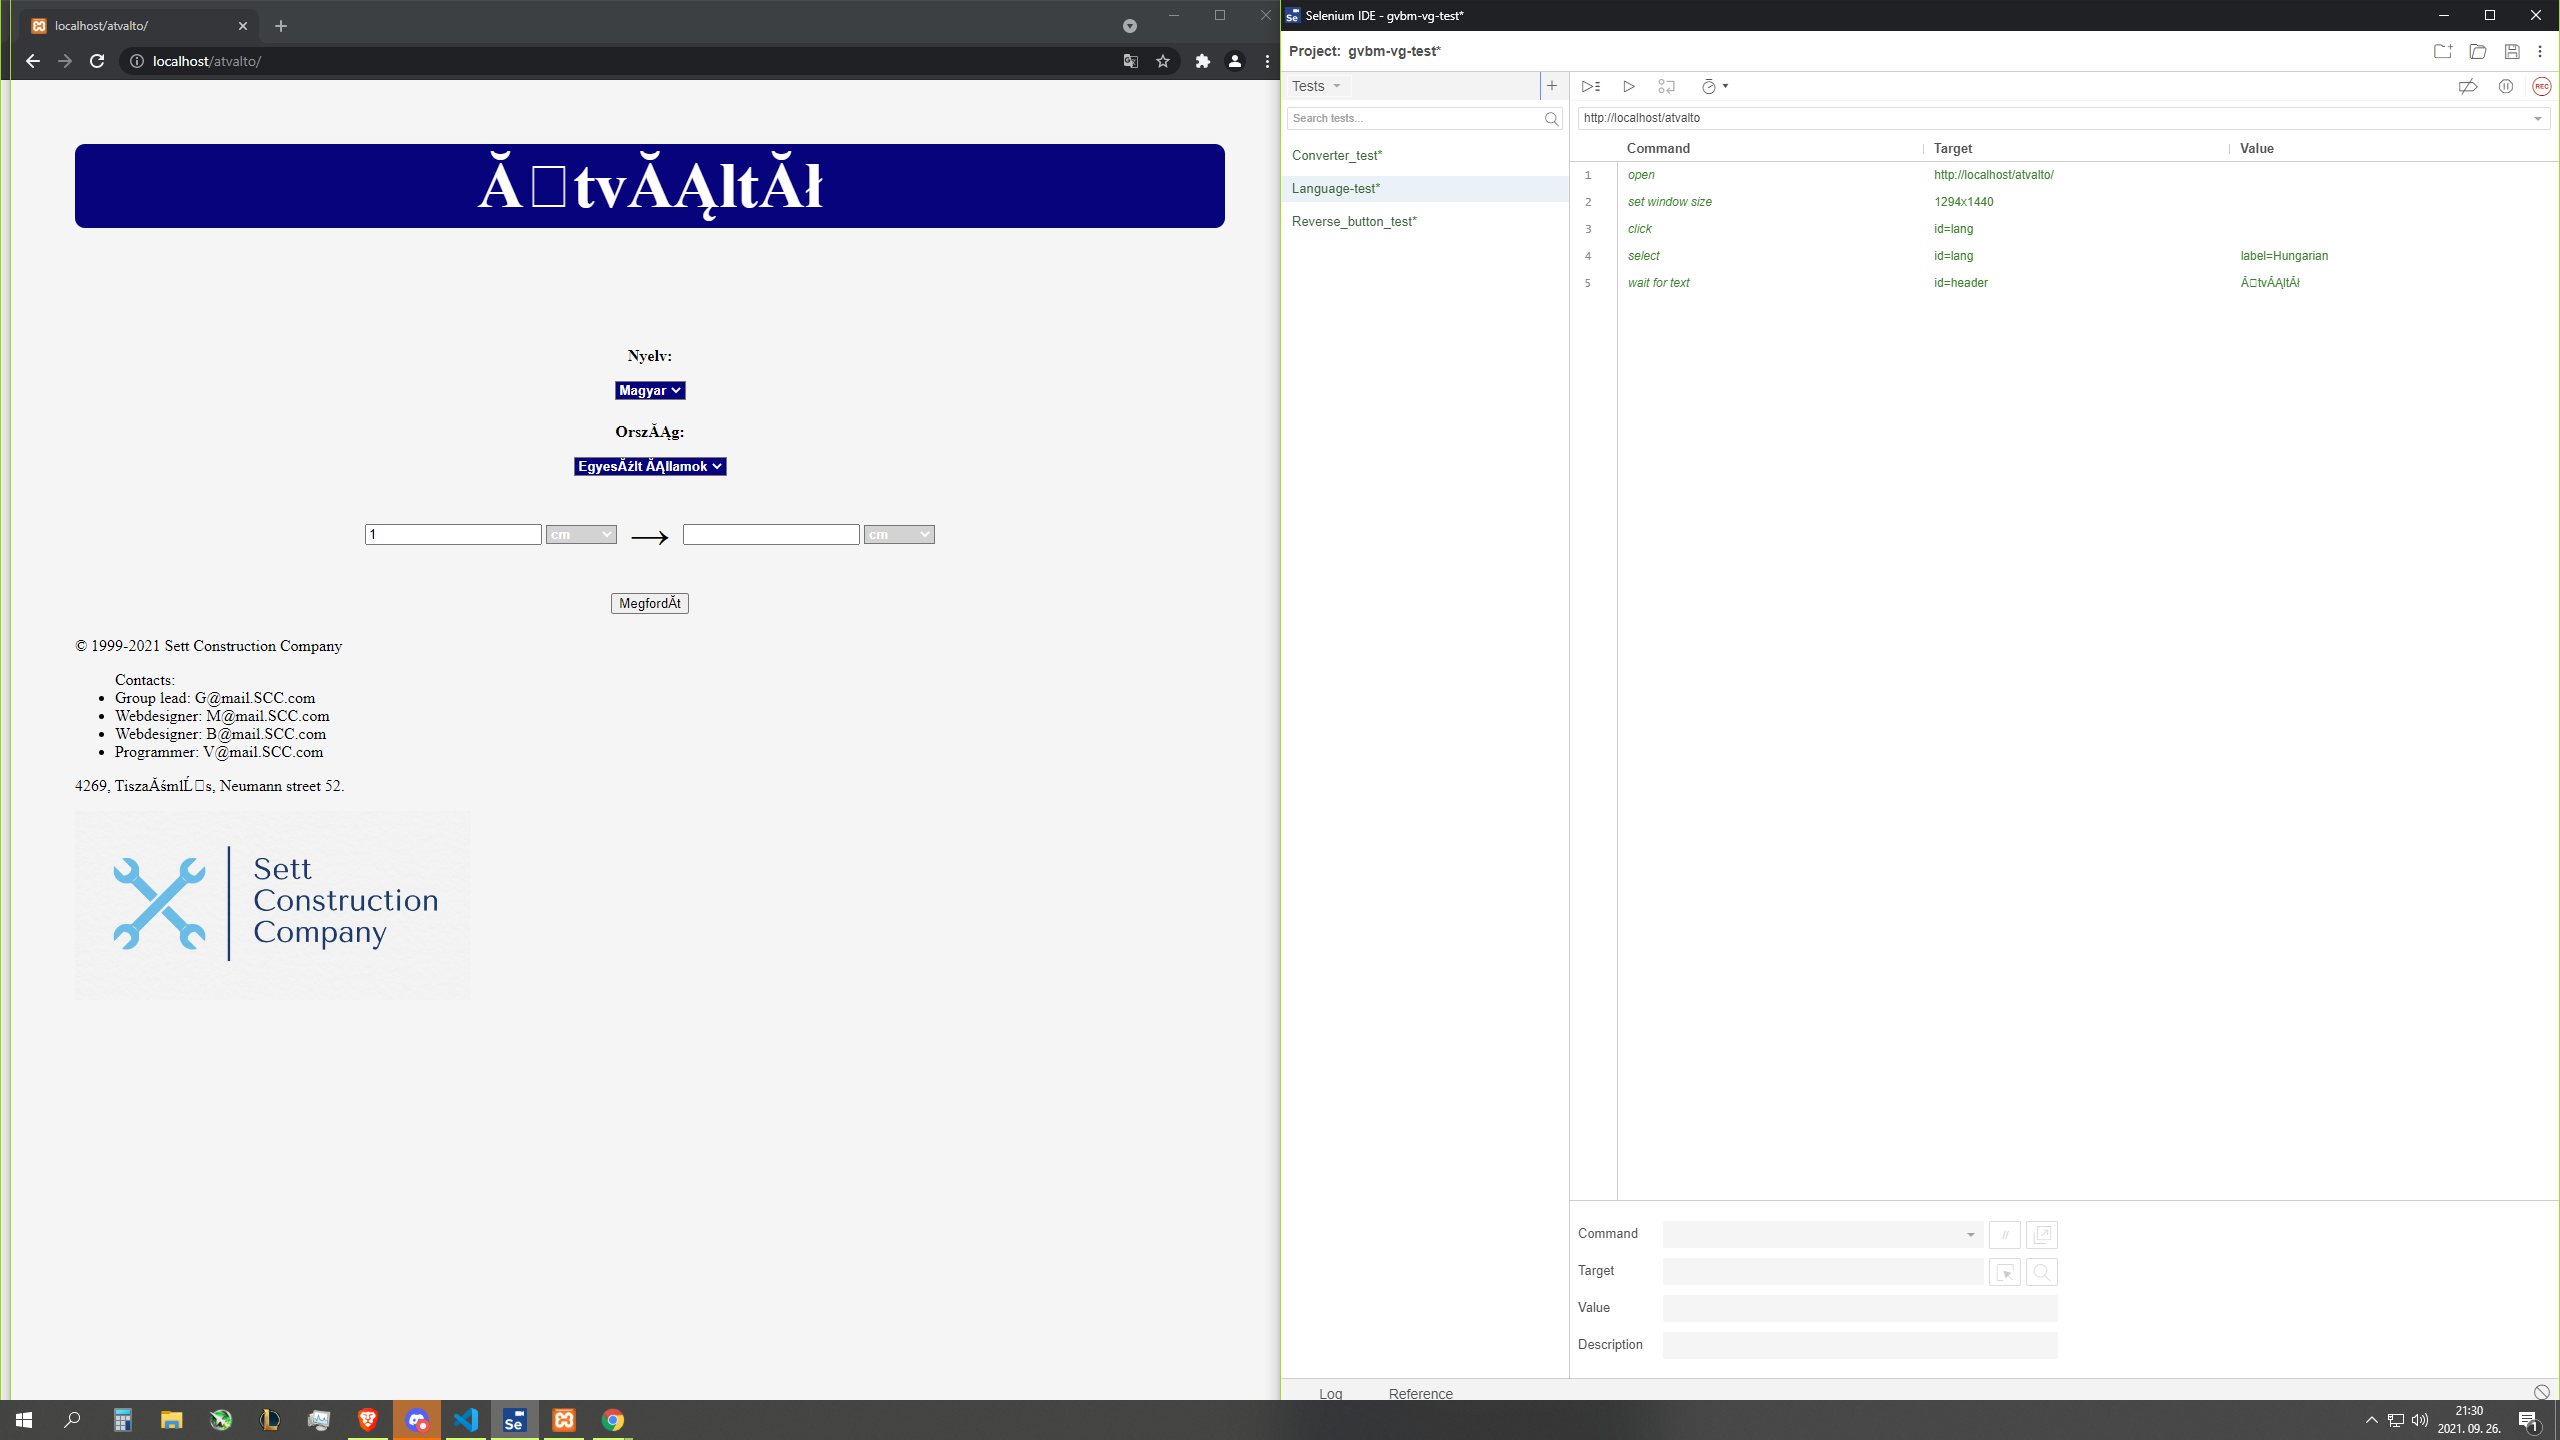 localhost/atvalto/
localhost/atvalto/
Ă□tvĂĄltĂł
Nyelv:
Magyar
OrszĂĄg:
EgyesĂźlt ĂĄllamok
1 cm → cm
MegfordĂ­t
© 1999-2021 Sett Construction Company
Contacts:
Group lead: G@mail.SCC.com
Webdesigner: M@mail.SCC.com
Webdesigner: B@mail.SCC.com
Programmer: V@mail.SCC.com
4269, TiszaĂśmlĹ□s, Neumann street 52.
Sett
Construction
Company
Se Selenium IDE - gvbm-vg-test*
Project: gvbm-vg-test*
Tests
REC
Search tests...
http://localhost/atvalto
Converter_test*
Language-test*
Reverse_button_test*
Command Target Value
1 open http://localhost/atvalto/
2 set window size 1294x1440
3 click id=lang
4 select id=lang label=Hungarian
5 wait for text id=header Ă□tvĂĄltĂł
Command //
Target
Value
Description
Log Reference
Se
21:30
2021. 09. 26.
1